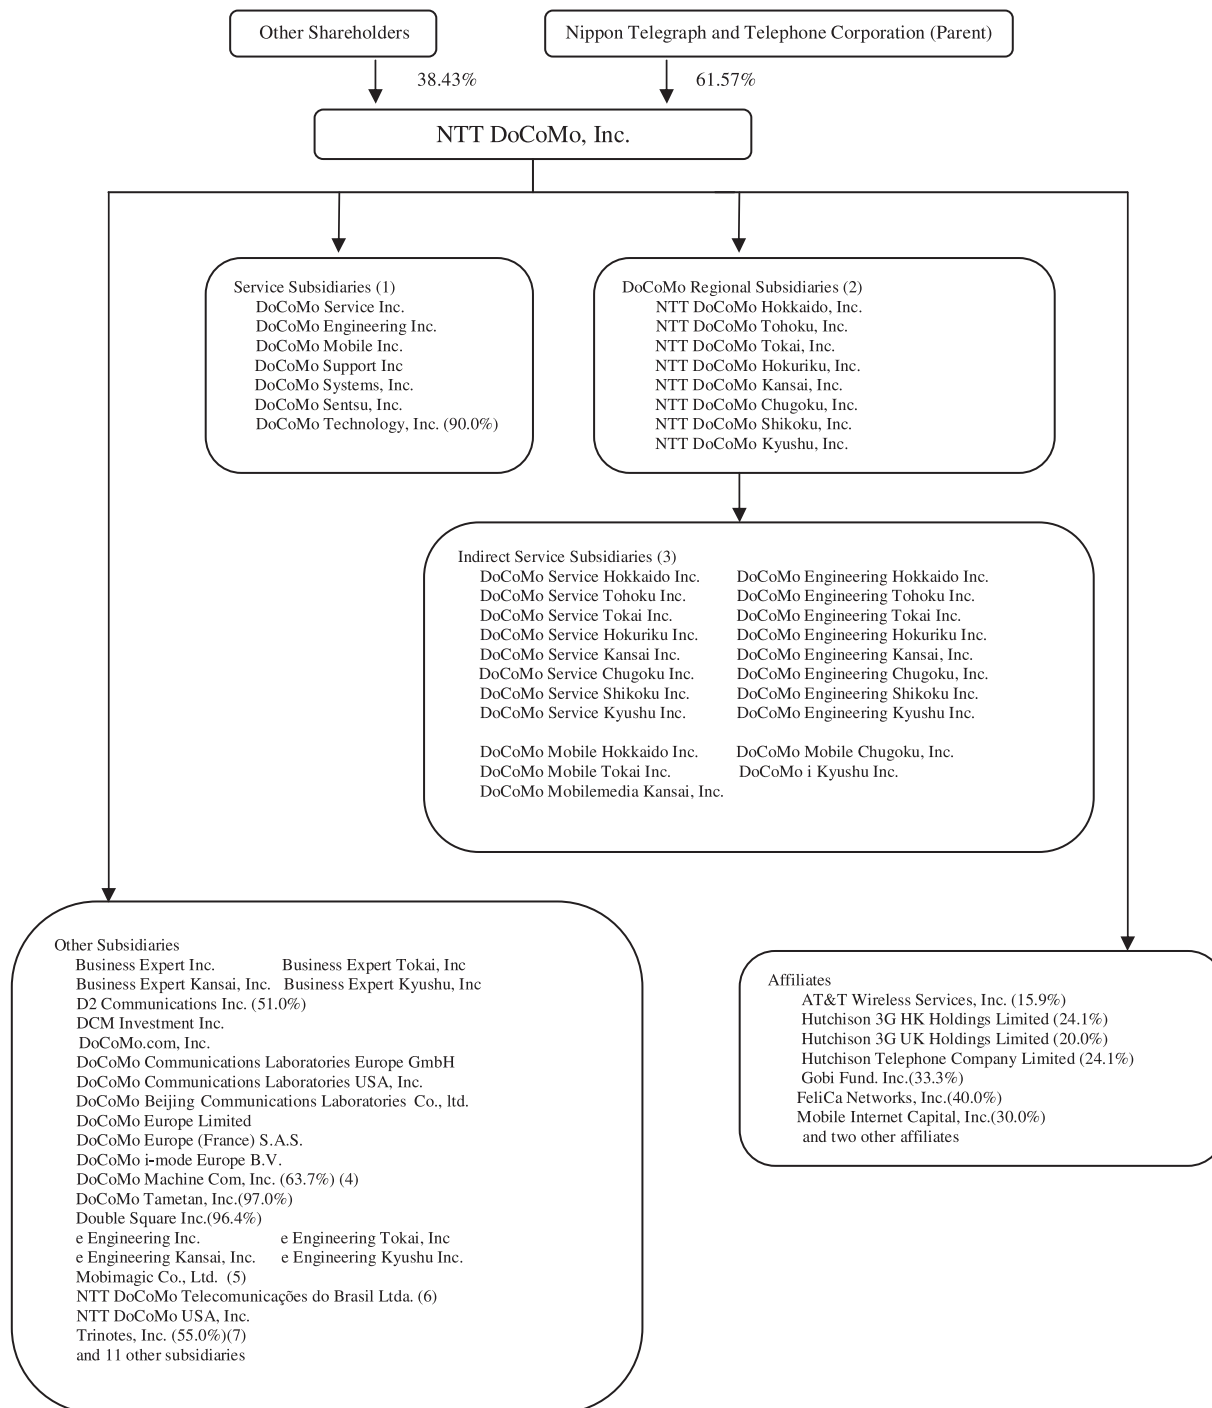 Other Shareholders
Nippon Telegraph and Telephone Corporation (Parent)
38.43%
61.57%
NTT DoCoMo, Inc.
Service Subsidiaries (1)
DoCoMo Service Inc.
DoCoMo Engineering Inc.
DoCoMo Mobile Inc.
DoCoMo Support Inc
DoCoMo Systems, Inc.
DoCoMo Sentsu, Inc.
DoCoMo Technology, Inc. (90.0%)
DoCoMo Regional Subsidiaries (2)
NTT DoCoMo Hokkaido, Inc.
NTT DoCoMo Tohoku, Inc.
NTT DoCoMo Tokai, Inc.
NTT DoCoMo Hokuriku, Inc.
NTT DoCoMo Kansai, Inc.
NTT DoCoMo Chugoku, Inc.
NTT DoCoMo Shikoku, Inc.
NTT DoCoMo Kyushu, Inc.
Indirect Service Subsidiaries (3)
DoCoMo Service Hokkaido Inc. DoCoMo Engineering Hokkaido Inc.
DoCoMo Service Tohoku Inc. DoCoMo Engineering Tohoku Inc.
DoCoMo Service Tokai Inc. DoCoMo Engineering Tokai Inc.
DoCoMo Service Hokuriku Inc. DoCoMo Engineering Hokuriku Inc.
DoCoMo Service Kansai Inc. DoCoMo Engineering Kansai, Inc.
DoCoMo Service Chugoku Inc. DoCoMo Engineering Chugoku, Inc.
DoCoMo Service Shikoku Inc. DoCoMo Engineering Shikoku Inc.
DoCoMo Service Kyushu Inc. DoCoMo Engineering Kyushu Inc.
DoCoMo Mobile Hokkaido Inc. DoCoMo Mobile Chugoku, Inc.
DoCoMo Mobile Tokai Inc. DoCoMo i Kyushu Inc.
DoCoMo Mobilemedia Kansai, Inc.
Other Subsidiaries
Business Expert Inc. Business Expert Tokai, Inc
Business Expert Kansai, Inc. Business Expert Kyushu, Inc
D2 Communications Inc. (51.0%)
DCM Investment Inc.
DoCoMo.com, Inc.
DoCoMo Communications Laboratories Europe GmbH
DoCoMo Communications Laboratories USA, Inc.
DoCoMo Beijing Communications Laboratories Co., ltd.
DoCoMo Europe Limited
DoCoMo Europe (France) S.A.S.
DoCoMo i-mode Europe B.V.
DoCoMo Machine Com, Inc. (63.7%) (4)
DoCoMo Tametan, Inc.(97.0%)
Double Square Inc.(96.4%)
e Engineering Inc. e Engineering Tokai, Inc
e Engineering Kansai, Inc. e Engineering Kyushu Inc.
Mobimagic Co., Ltd. (5)
NTT DoCoMo Telecomunicações do Brasil Ltda. (6)
NTT DoCoMo USA, Inc.
Trinotes, Inc. (55.0%)(7)
and 11 other subsidiaries
Affiliates
AT&T Wireless Services, Inc. (15.9%)
Hutchison 3G HK Holdings Limited (24.1%)
Hutchison 3G UK Holdings Limited (20.0%)
Hutchison Telephone Company Limited (24.1%)
Gobi Fund. Inc.(33.3%)
FeliCa Networks, Inc.(40.0%)
Mobile Internet Capital, Inc.(30.0%)
and two other affiliates